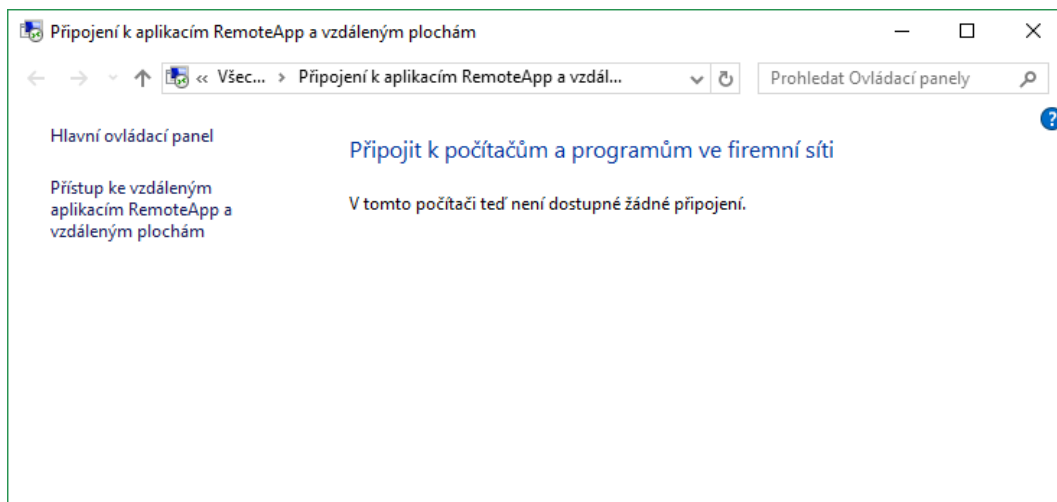 Připojení k aplikacím RemoteApp a vzdáleným plochám
« Všec... › Připojení k aplikacím RemoteApp a vzdál...
Prohledat Ovládací panely
?
Hlavní ovládací panel
Přístup ke vzdáleným
aplikacím RemoteApp a
vzdáleným plochám
Připojit k počítačům a programům ve firemní síti
V tomto počítači teď není dostupné žádné připojení.